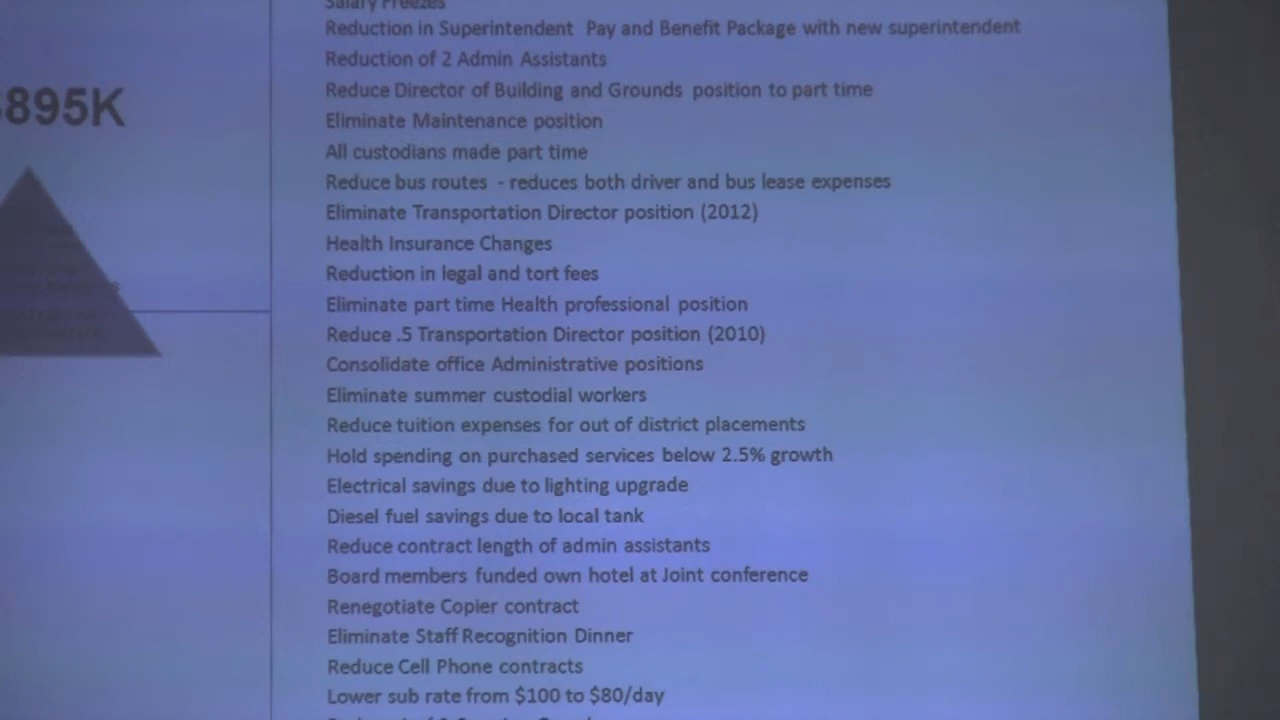 895K
Salary Freezes
Reduction in Superintendent Pay and Benefit Package with new superintendent
Reduction of 2 Admin Assistants
Reduce Director of Building and Grounds position to part time
Eliminate Maintenance position
All custodians made part time
Reduce bus routes - reduces both driver and bus lease expenses
Eliminate Transportation Director position (2012)
Health Insurance Changes
Reduction in legal and tort fees
Eliminate part time Health professional position
Reduce .5 Transportation Director position (2010)
Consolidate office Administrative positions
Eliminate summer custodial workers
Reduce tuition expenses for out of district placements
Hold spending on purchased services below 2.5% growth
Electrical savings due to lighting upgrade
Diesel fuel savings due to local tank
Reduce contract length of admin assistants
Board members funded own hotel at Joint conference
Renegotiate Copier contract
Eliminate Staff Recognition Dinner
Reduce Cell Phone contracts
Lower sub rate from $100 to $80/day